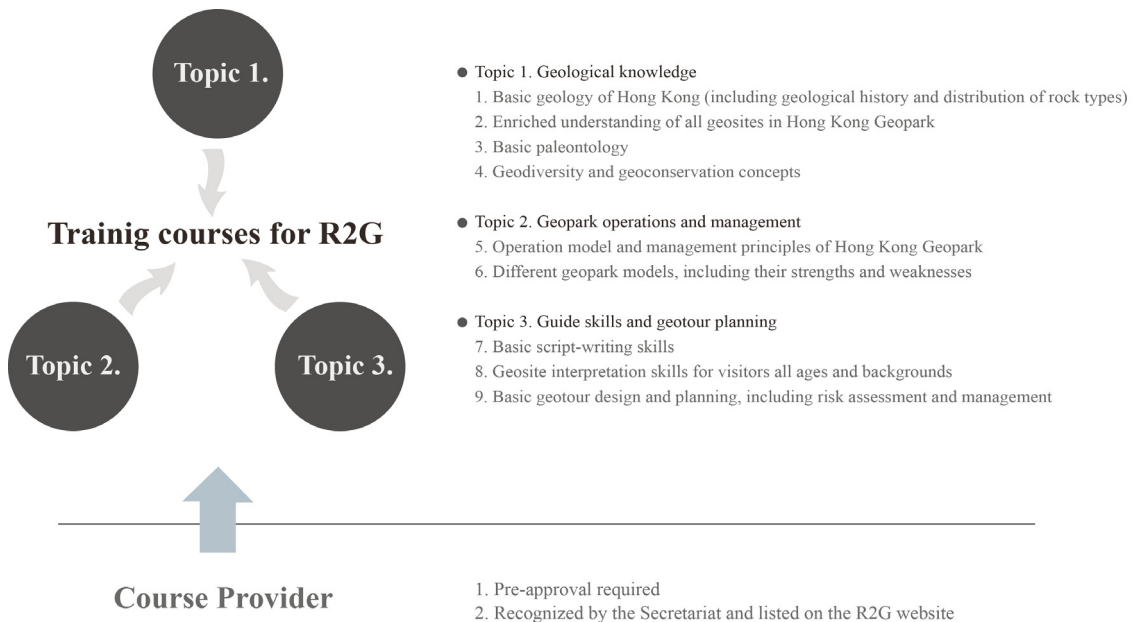 Topic 1.
Trainig courses for R2G
Topic 2.
Topic 3.
● Topic 1. Geological knowledge
1. Basic geology of Hong Kong (including geological history and distribution of rock types)
2. Enriched understanding of all geosites in Hong Kong Geopark
3. Basic paleontology
4. Geodiversity and geoconservation concepts
● Topic 2. Geopark operations and management
5. Operation model and management principles of Hong Kong Geopark
6. Different geopark models, including their strengths and weaknesses
● Topic 3. Guide skills and geotour planning
7. Basic script-writing skills
8. Geosite interpretation skills for visitors all ages and backgrounds
9. Basic geotour design and planning, including risk assessment and management
Course Provider
1. Pre-approval required
2. Recognized by the Secretariat and listed on the R2G website